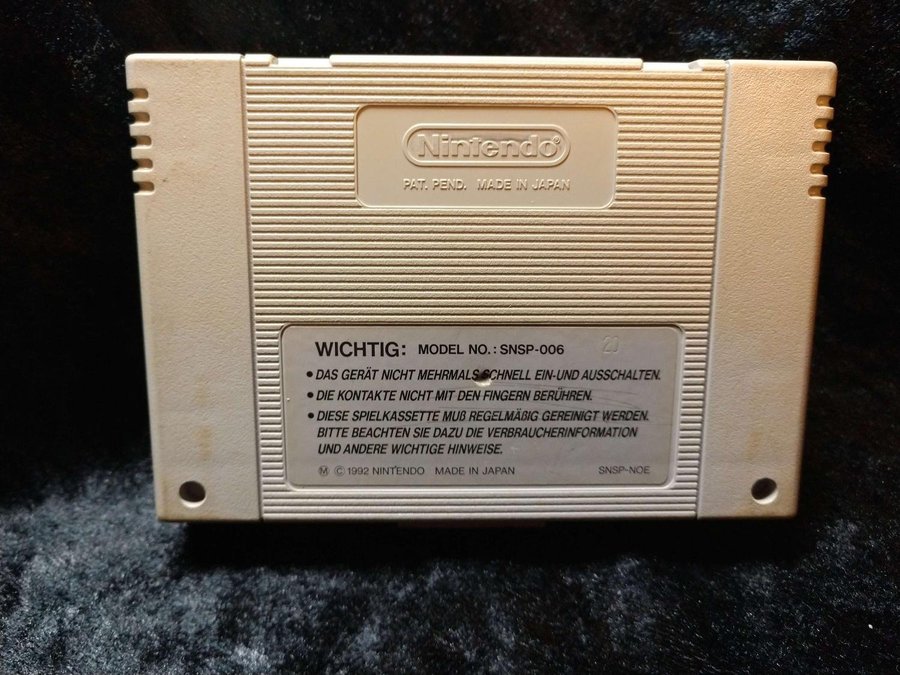 Nintendo®
PAT. PEND. MADE IN JAPAN
WICHTIG: MODEL NO.: SNSP-006 20
• DAS GERÄT NICHT MEHRMALS SCHNELL EIN-UND AUSSCHALTEN.
• DIE KONTAKTE NICHT MIT DEN FINGERN BERÜHREN.
• DIESE SPIELKASSETTE MUß REGELMÄßIG GEREINIGT WERDEN.
BITTE BEACHTEN SIE DAZU DIE VERBRAUCHERINFORMATION
UND ANDERE WICHTIGE HINWEISE.
Ⓜ © 1992 NINTENDO MADE IN JAPAN SNSP-NOE